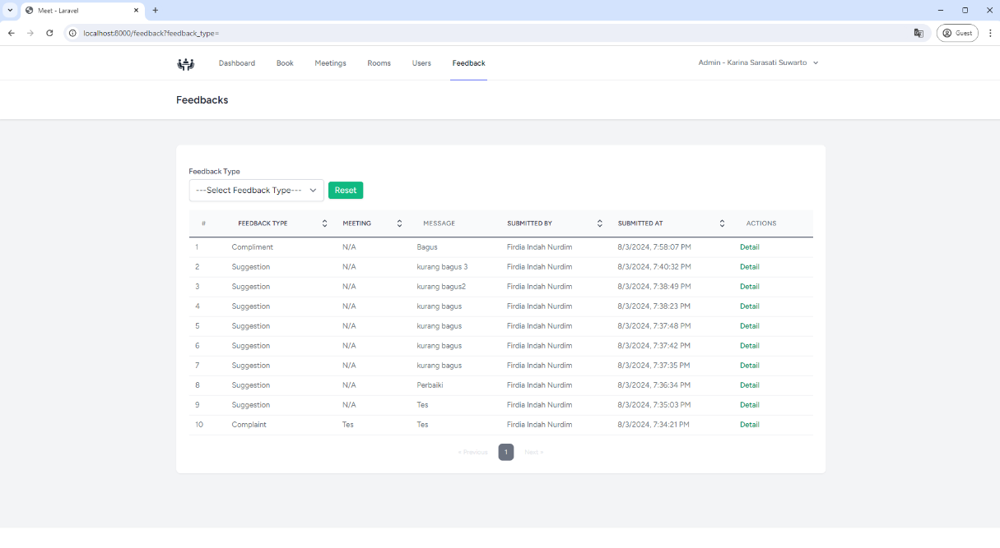 Meet - Laravel
localhost:8000/feedback?feedback_type=
Guest
Dashboard Book Meetings Rooms Users Feedback Admin - Karina Sarasati Suwarto
Feedbacks
Feedback Type
---Select Feedback Type--- Reset
# FEEDBACK TYPE MEETING MESSAGE SUBMITTED BY SUBMITTED AT ACTIONS
1 Compliment N/A Bagus Firdia Indah Nurdim 8/3/2024, 7:58:07 PM Detail
2 Suggestion N/A kurang bagus 3 Firdia Indah Nurdim 8/3/2024, 7:40:32 PM Detail
3 Suggestion N/A kurang bagus2 Firdia Indah Nurdim 8/3/2024, 7:38:49 PM Detail
4 Suggestion N/A kurang bagus Firdia Indah Nurdim 8/3/2024, 7:38:23 PM Detail
5 Suggestion N/A kurang bagus Firdia Indah Nurdim 8/3/2024, 7:37:48 PM Detail
6 Suggestion N/A kurang bagus Firdia Indah Nurdim 8/3/2024, 7:37:42 PM Detail
7 Suggestion N/A kurang bagus Firdia Indah Nurdim 8/3/2024, 7:37:35 PM Detail
8 Suggestion N/A Perbaiki Firdia Indah Nurdim 8/3/2024, 7:36:34 PM Detail
9 Suggestion N/A Tes Firdia Indah Nurdim 8/3/2024, 7:35:03 PM Detail
10 Complaint Tes Tes Firdia Indah Nurdim 8/3/2024, 7:34:21 PM Detail
« Previous 1 Next »